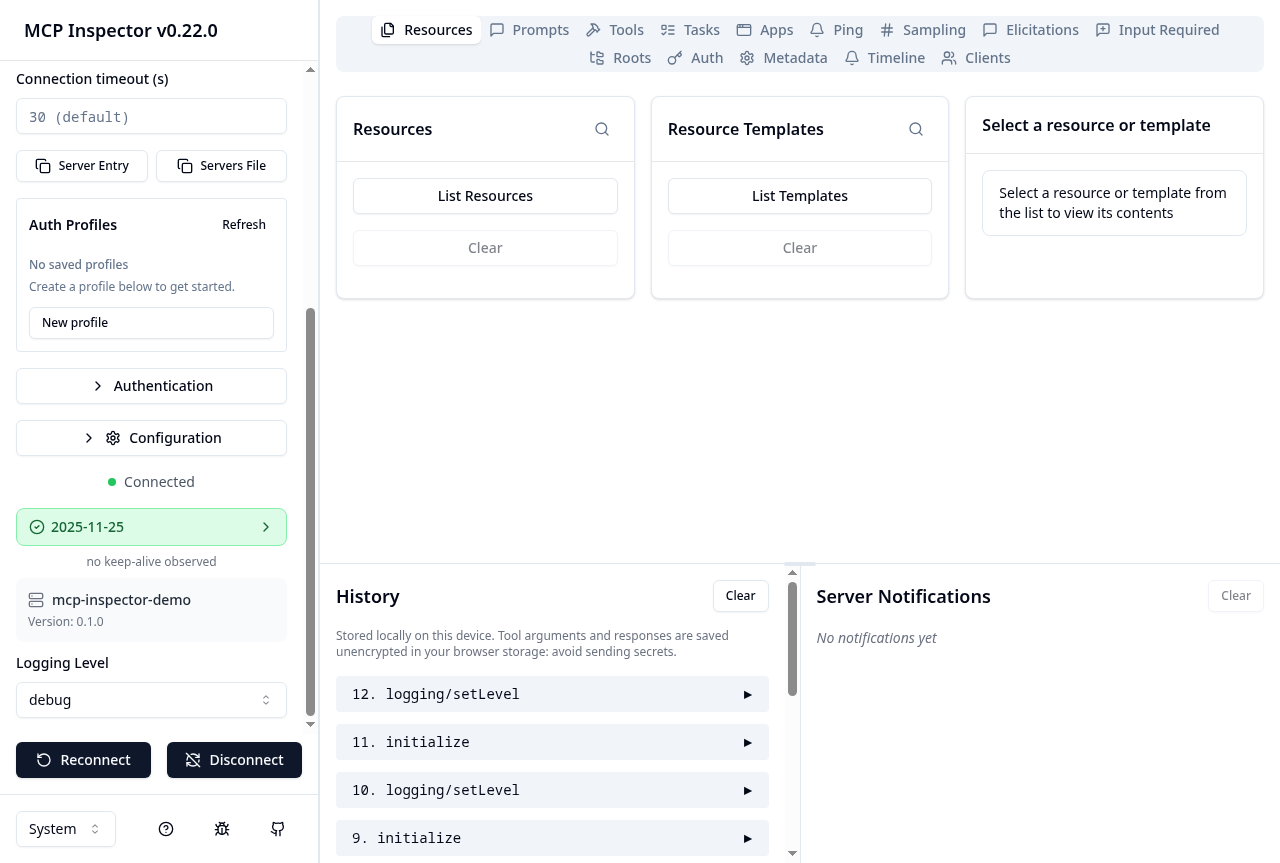 MCP Inspector v0.22.0
Connection timeout (s)
30 (default)
Server Entry
Servers File
Auth Profiles
Refresh
No saved profiles
Create a profile below to get started.
New profile
Authentication
Configuration
Connected
2025-11-25
no keep-alive observed
mcp-inspector-demo
Version: 0.1.0
Logging Level
debug
Reconnect
Disconnect
System
Resources
Prompts
Tools
Tasks
Apps
Ping
Sampling
Elicitations
Input Required
Roots
Auth
Metadata
Timeline
Clients
Resources
List Resources
Clear
Resource Templates
List Templates
Clear
Select a resource or template
Select a resource or template from
the list to view its contents
History
Clear
Stored locally on this device. Tool arguments and responses are saved
unencrypted in your browser storage: avoid sending secrets.
12. logging/setLevel
11. initialize
10. logging/setLevel
9. initialize
Server Notifications
Clear
No notifications yet